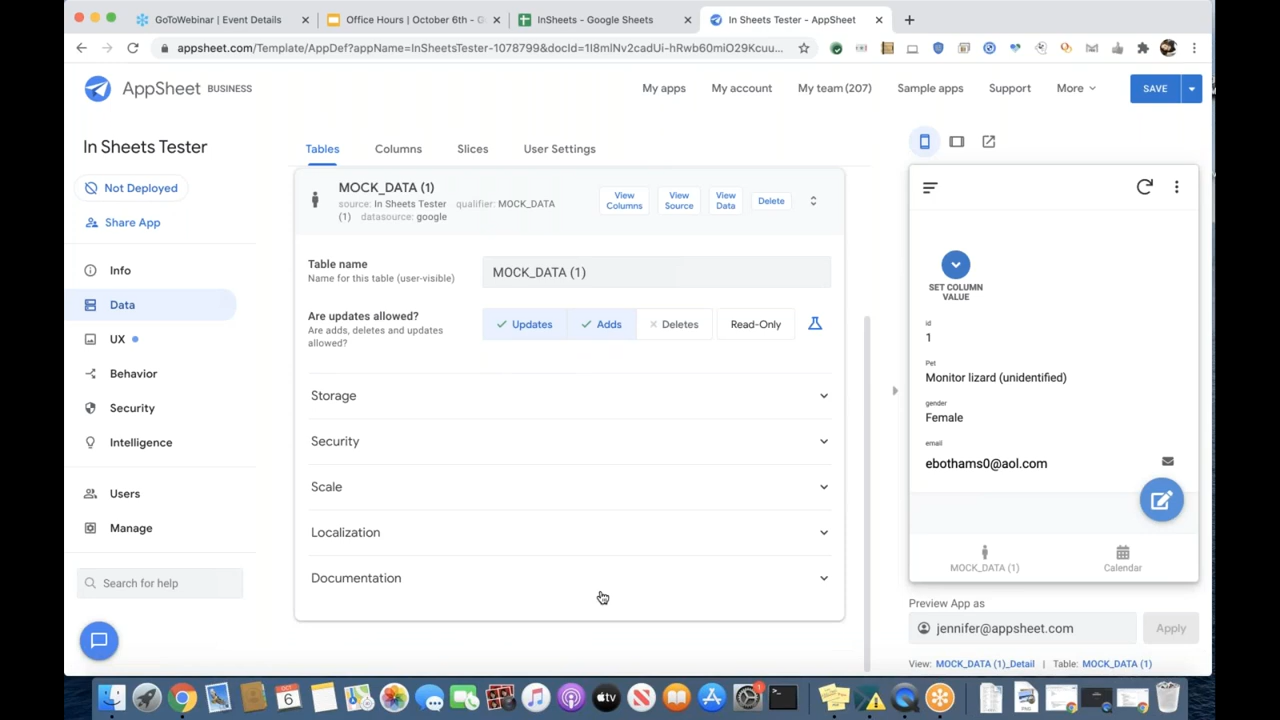 GoToWebinar | Event Details
Office Hours | October 6th - G
InSheets - Google Sheets
In Sheets Tester - AppSheet
appsheet.com/Template/AppDef?appName=InSheetsTester-1078799&docId=1I8mlNv2cadUi-hRwb60miO29Kcuu...
AppSheet BUSINESS
My apps
My account
My team (207)
Sample apps
Support
More
SAVE
In Sheets Tester
Not Deployed
Share App
Info
Data
UX
Behavior
Security
Intelligence
Users
Manage
Search for help
Tables
Columns
Slices
User Settings
MOCK_DATA (1)
source: In Sheets Tester qualifier: MOCK_DATA
(1) datasource: google
View
Columns
View
Source
View
Data
Delete
Table name
Name for this table (user-visible)
MOCK_DATA (1)
Are updates allowed?
Are adds, deletes and updates
allowed?
Updates
Adds
Deletes
Read-Only
Storage
Security
Scale
Localization
Documentation
SET COLUMN
VALUE
id
1
Pet
Monitor lizard (unidentified)
gender
Female
email
ebothams0@aol.com
MOCK_DATA (1)
Calendar
Preview App as
jennifer@appsheet.com
Apply
View: MOCK_DATA (1)_Detail | Table: MOCK_DATA (1)
OCT
6
tv
1